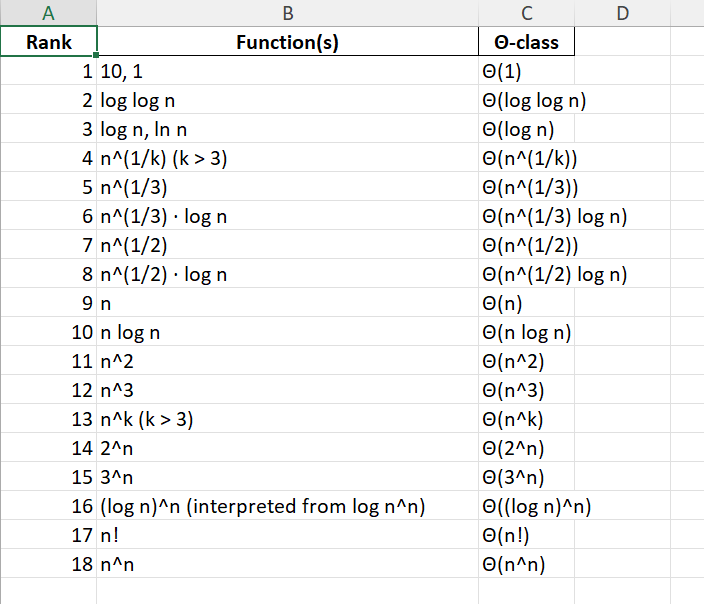 A B C D
Rank Function(s) Θ-class
1 10, 1 Θ(1)
2 log log n Θ(log log n)
3 log n, ln n Θ(log n)
4 n^(1/k) (k > 3) Θ(n^(1/k))
5 n^(1/3) Θ(n^(1/3))
6 n^(1/3) · log n Θ(n^(1/3) log n)
7 n^(1/2) Θ(n^(1/2))
8 n^(1/2) · log n Θ(n^(1/2) log n)
9 n Θ(n)
10 n log n Θ(n log n)
11 n^2 Θ(n^2)
12 n^3 Θ(n^3)
13 n^k (k > 3) Θ(n^k)
14 2^n Θ(2^n)
15 3^n Θ(3^n)
16 (log n)^n (interpreted from log n^n) Θ((log n)^n)
17 n! Θ(n!)
18 n^n Θ(n^n)